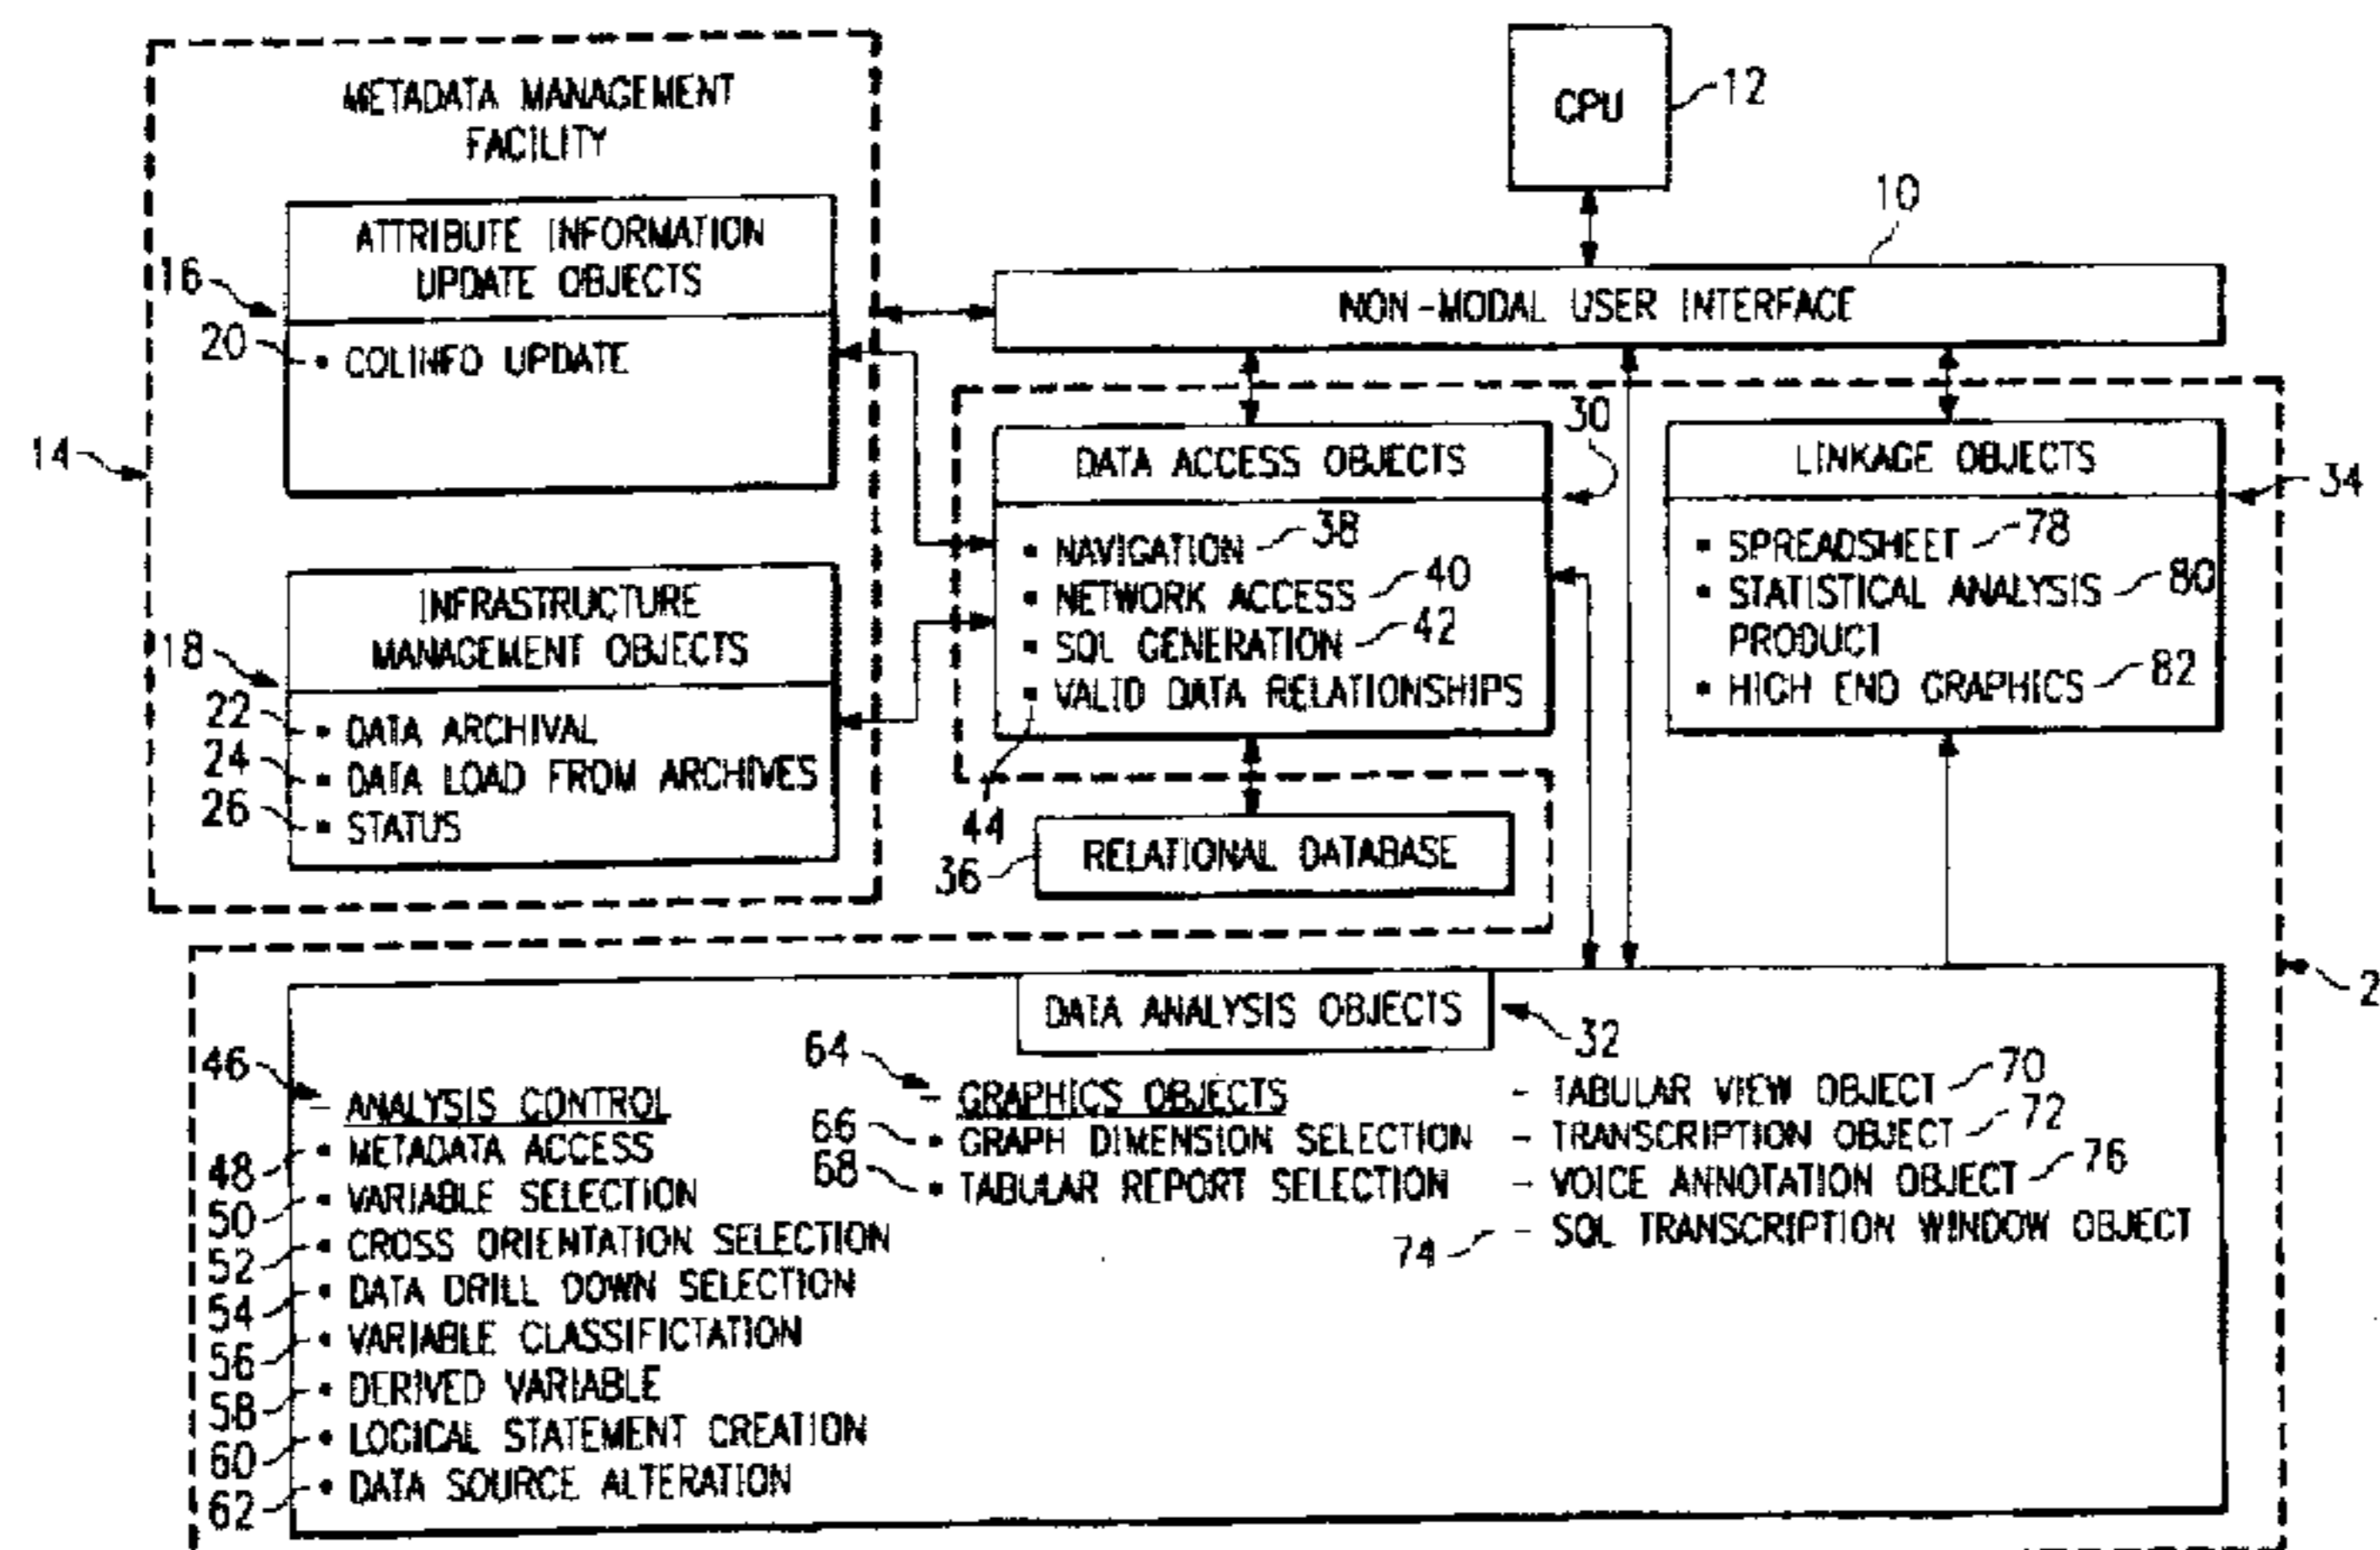 METADATA MANAGEMENT
FACILITY
14
ATTRIBUTE INFORMATION
UPDATE OBJECTS
16
20 • COLINFO UPDATE
INFRASTRUCTURE
MANAGEMENT OBJECTS
18
22 • DATA ARCHIVAL
24 • DATA LOAD FROM ARCHIVES
26 • STATUS
CPU
12
10
NON-MODAL USER INTERFACE
DATA ACCESS OBJECTS
30
• NAVIGATION 38
• NETWORK ACCESS 40
• SQL GENERATION 42
• VALID DATA RELATIONSHIPS
44
LINKAGE OBJECTS
34
• SPREADSHEET 78
• STATISTICAL ANALYSIS 80
PRODUCT
• HIGH END GRAPHICS 82
RELATIONAL DATABASE
36
2
DATA ANALYSIS OBJECTS
32
46
- ANALYSIS CONTROL
48 • METADATA ACCESS
50 • VARIABLE SELECTION
52 • CROSS ORIENTATION SELECTION
54 • DATA DRILL DOWN SELECTION
56 • VARIABLE CLASSIFICTATION
58 • DERIVED VARIABLE
60 • LOGICAL STATEMENT CREATION
62 • DATA SOURCE ALTERATION
64
- GRAPHICS OBJECTS
66 • GRAPH DIMENSION SELECTION
68 • TABULAR REPORT SELECTION
- TABULAR VIEW OBJECT 70
- TRANSCRIPTION OBJECT 72
- VOICE ANNOTATION OBJECT 76
74 - SQL TRANSCRIPTION WINDOW OBJECT